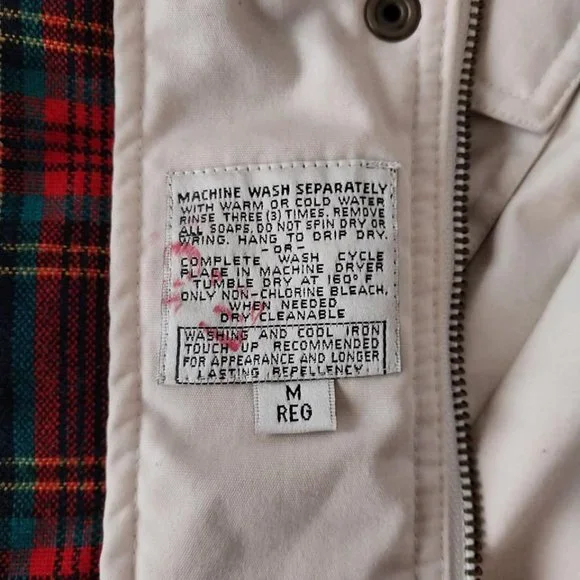 MACHINE WASH SEPARATELY
WITH WARM OR COLD WATER
RINSE THREE (3) TIMES. REMOVE
ALL SOAPS. DO NOT SPIN DRY OR
WRING. HANG TO DRIP DRY.
-OR-
COMPLETE WASH CYCLE
PLACE IN MACHINE DRYER
TUMBLE DRY AT 160° F
ONLY NON-CHLORINE BLEACH,
WHEN NEEDED
DRY CLEANABLE
WASHING AND COOL IRON
TOUCH UP RECOMMENDED
FOR APPEARANCE AND LONGER
LASTING REPELLENCY
M
REG